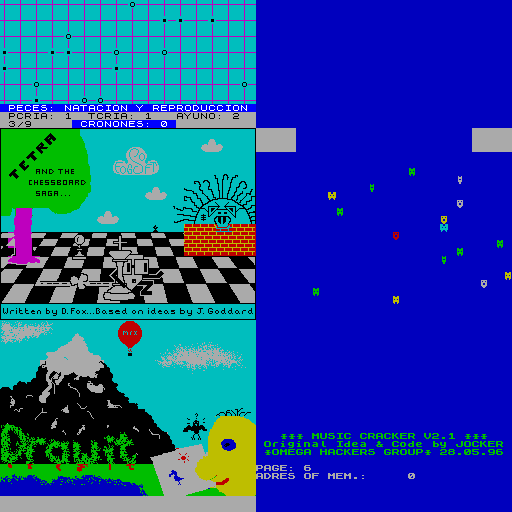 PECES: NATACION Y REPRODUCCION
PCRIA: 1 TCRIA: 1 AYUNO: 2
3/9 CRONONES: 0
TETRA
AND THE
CHESSBOARD
SAGA...
Written by D.Fox...Based on ideas by J.Goddard
Drawit
*** MUSIC CRACKER V2.1 ***
Original Idea & Code by JOCKER
*OMEGA HACKERS GROUP* 28.05.96
PAGE: 6
ADRES OF MEM.: 0